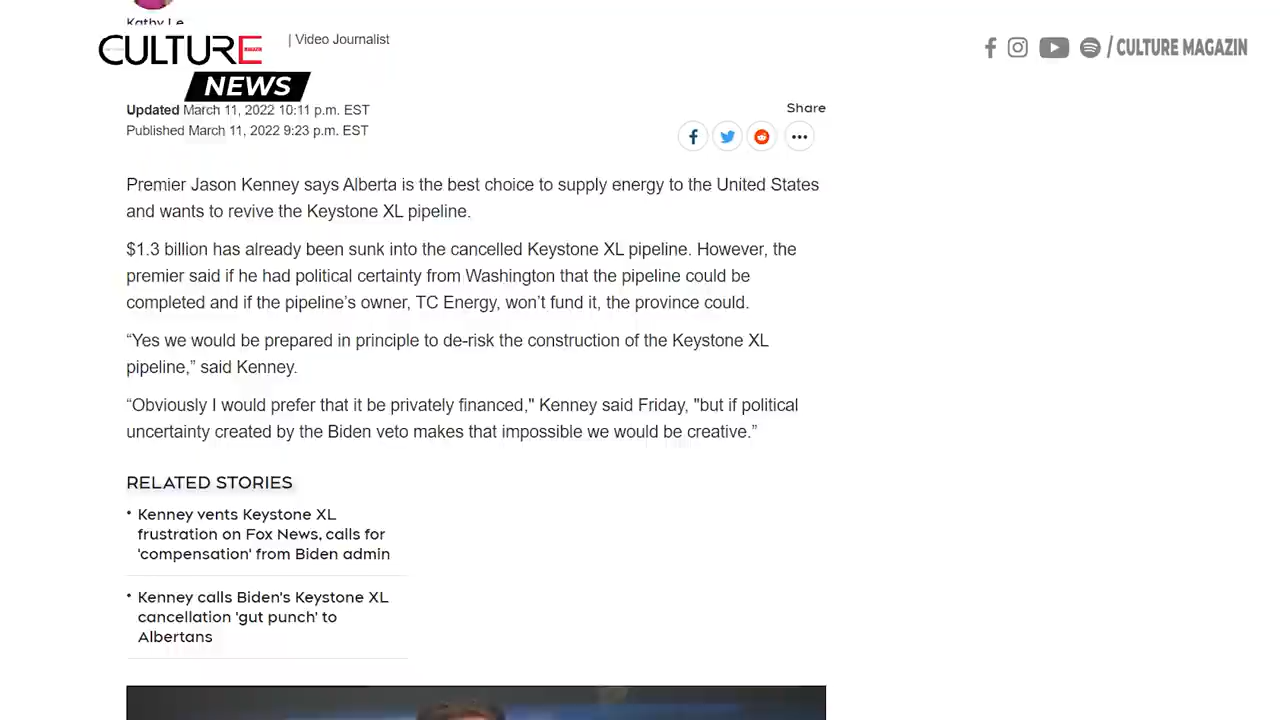 Kathy Le
CULTURE
MAGAZIN
| Video Journalist
/ CULTURE MAGAZIN
NEWS
Updated March 11, 2022 10:11 p.m. EST
Published March 11, 2022 9:23 p.m. EST
Share
Premier Jason Kenney says Alberta is the best choice to supply energy to the United States
and wants to revive the Keystone XL pipeline.
$1.3 billion has already been sunk into the cancelled Keystone XL pipeline. However, the
premier said if he had political certainty from Washington that the pipeline could be
completed and if the pipeline’s owner, TC Energy, won’t fund it, the province could.
“Yes we would be prepared in principle to de-risk the construction of the Keystone XL
pipeline,” said Kenney.
“Obviously I would prefer that it be privately financed," Kenney said Friday, "but if political
uncertainty created by the Biden veto makes that impossible we would be creative.”
RELATED STORIES
• Kenney vents Keystone XL
frustration on Fox News, calls for
'compensation' from Biden admin
• Kenney calls Biden's Keystone XL
cancellation 'gut punch' to
Albertans